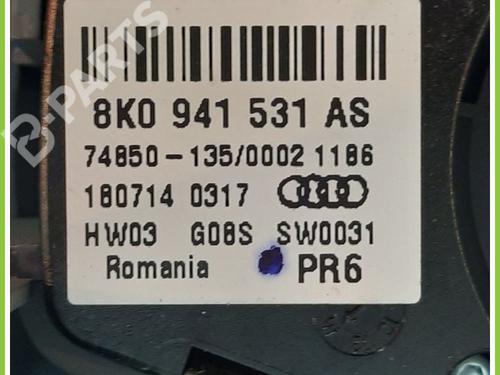 B-PARTS
8K0 941 531 AS
74850-135/0002 1186
180714 0317
HW03 G08S SW0031
Romania PR6